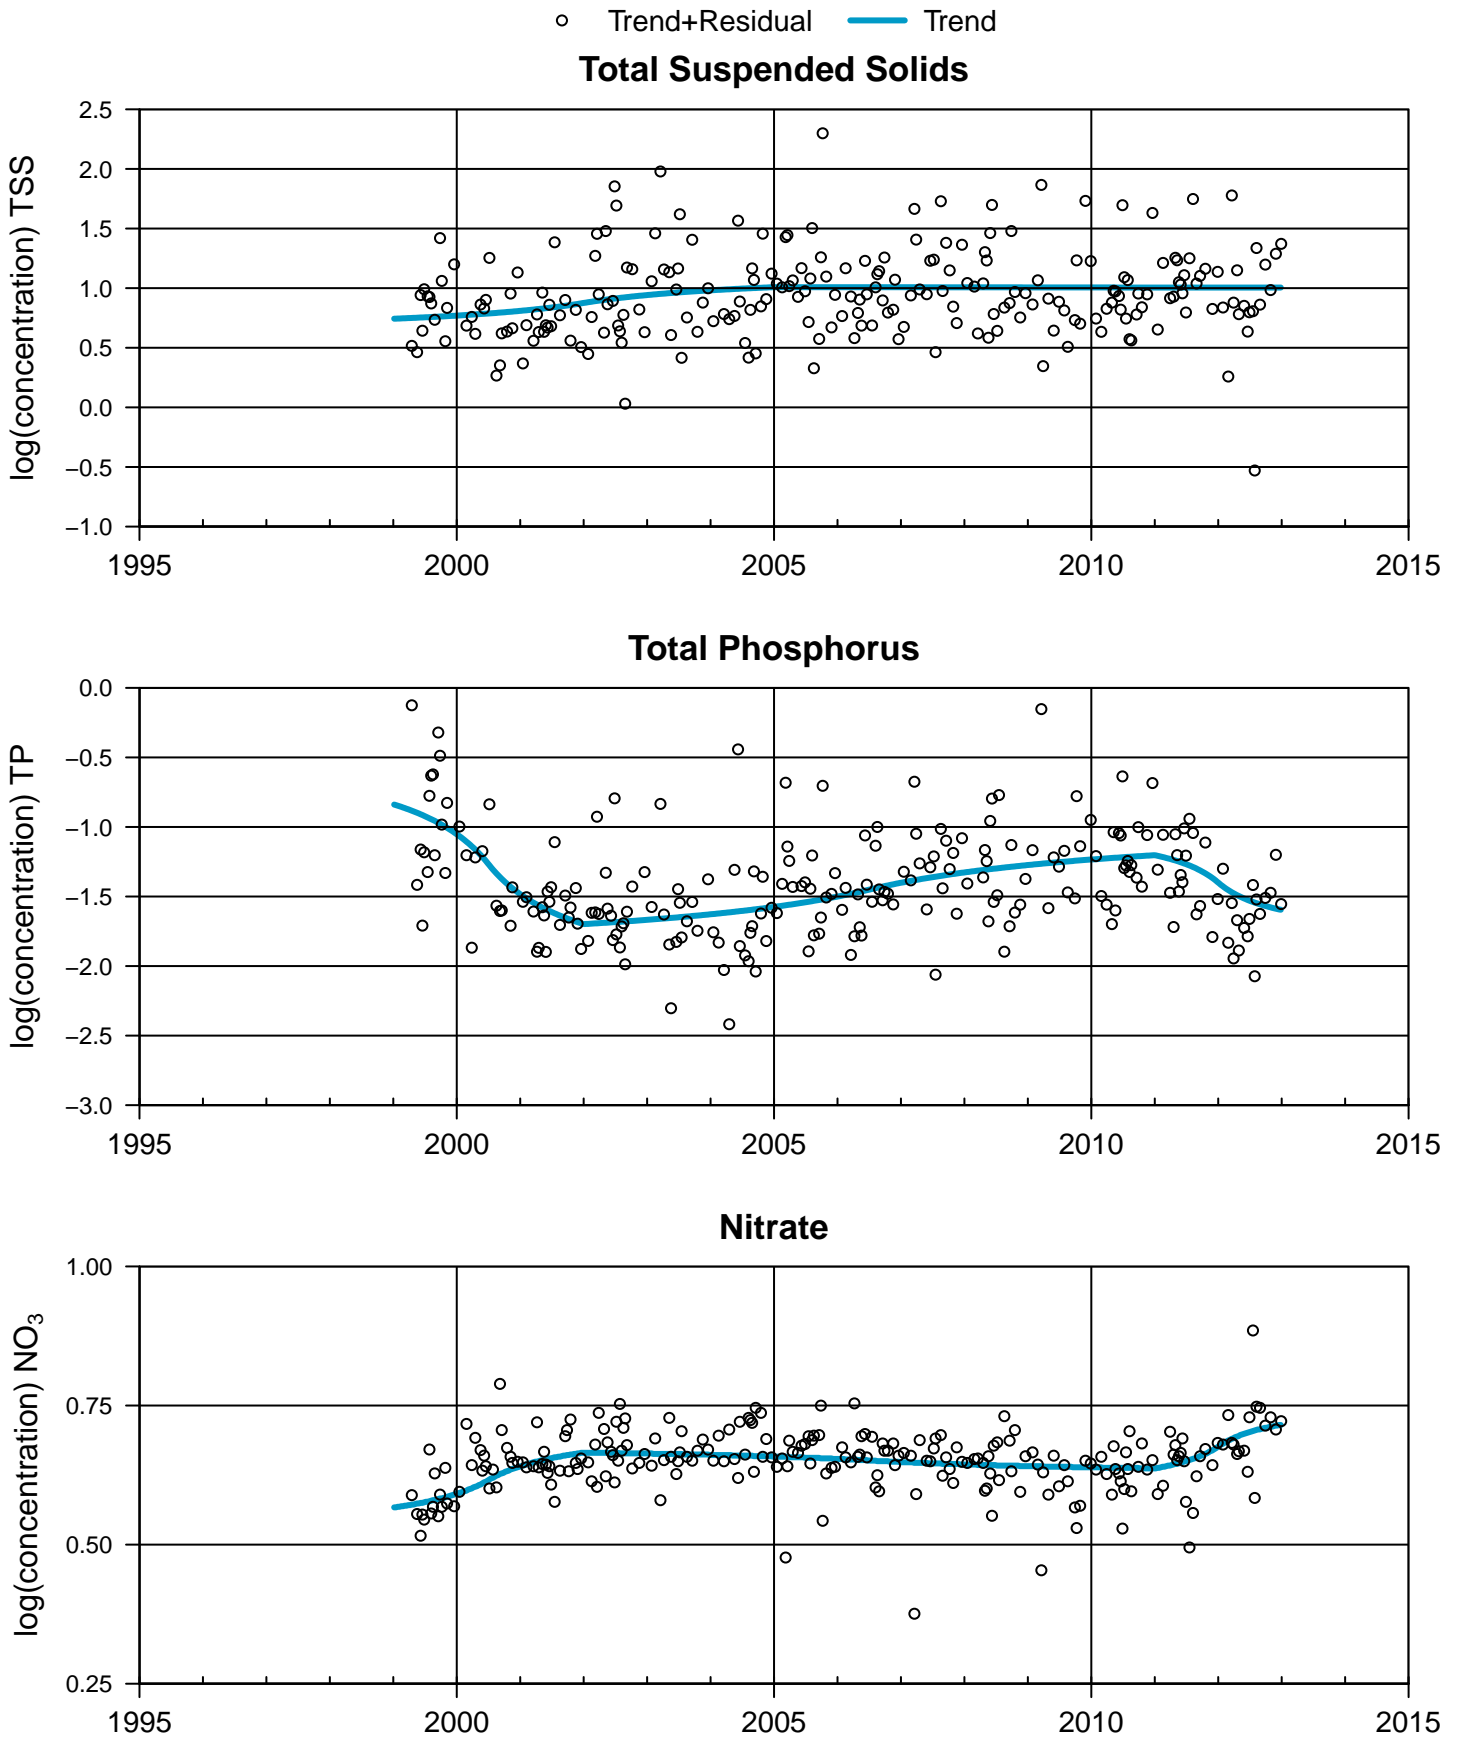 Trend+Residual Trend
Total Suspended Solids
log(concentration) TSS
2.5
2.0
1.5
1.0
0.5
0.0
−0.5
−1.0
1995 2000 2005 2010 2015
Total Phosphorus
log(concentration) TP
0.0
−0.5
−1.0
−1.5
−2.0
−2.5
−3.0
1995 2000 2005 2010 2015
Nitrate
log(concentration) NO₃
1.00
0.75
0.50
0.25
1995 2000 2005 2010 2015